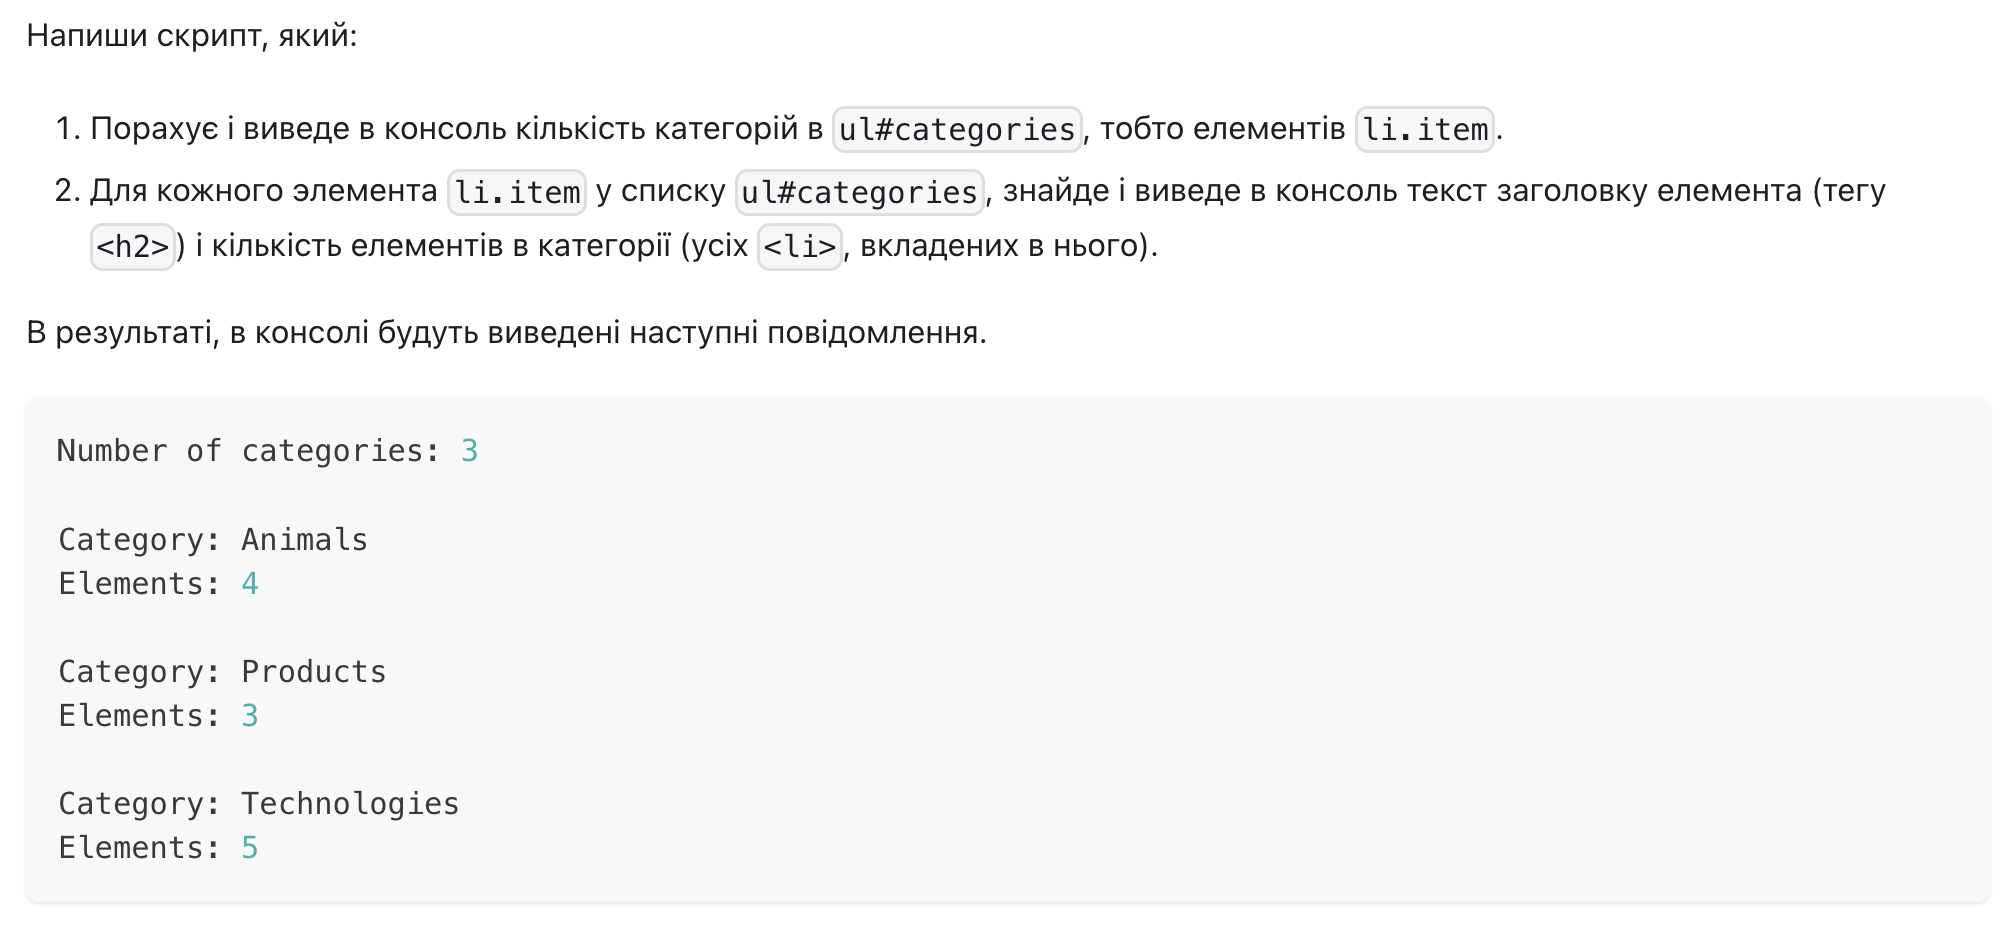 Напиши скрипт, який:
1. Порахує і виведе в консоль кількість категорій в ul#categories, тобто елементів li.item.
2. Для кожного элемента li.item у списку ul#categories, знайде і виведе в консоль текст заголовку елемента (тегу
<h2>) і кількість елементів в категорії (усіх <li>, вкладених в нього).
В результаті, в консолі будуть виведені наступні повідомлення.
Number of categories: 3
Category: Animals
Elements: 4
Category: Products
Elements: 3
Category: Technologies
Elements: 5